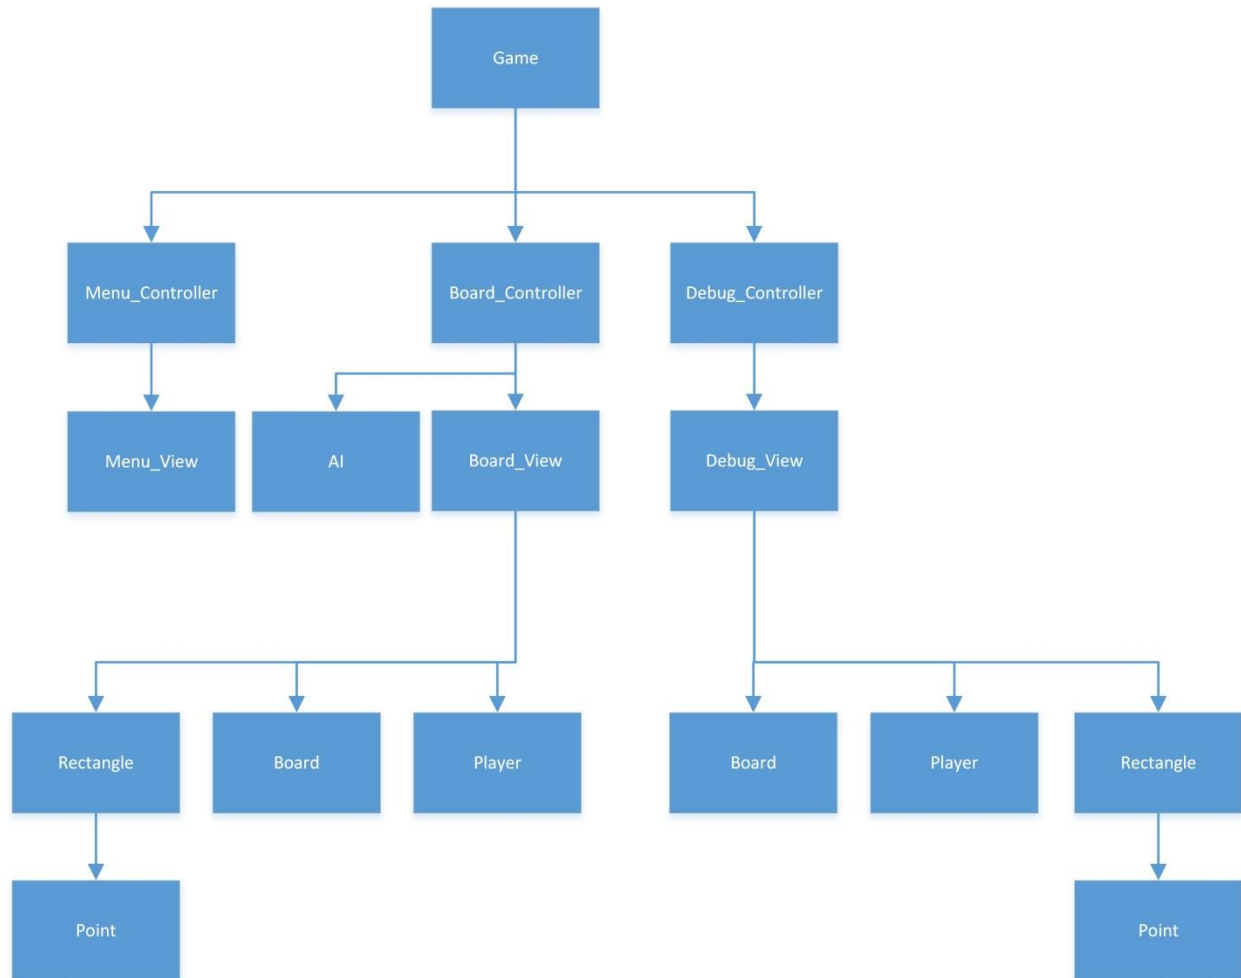 Game
Menu_Controller
Board_Controller
Debug_Controller
Menu_View
AI
Board_View
Debug_View
Rectangle
Board
Player
Board
Player
Rectangle
Point
Point